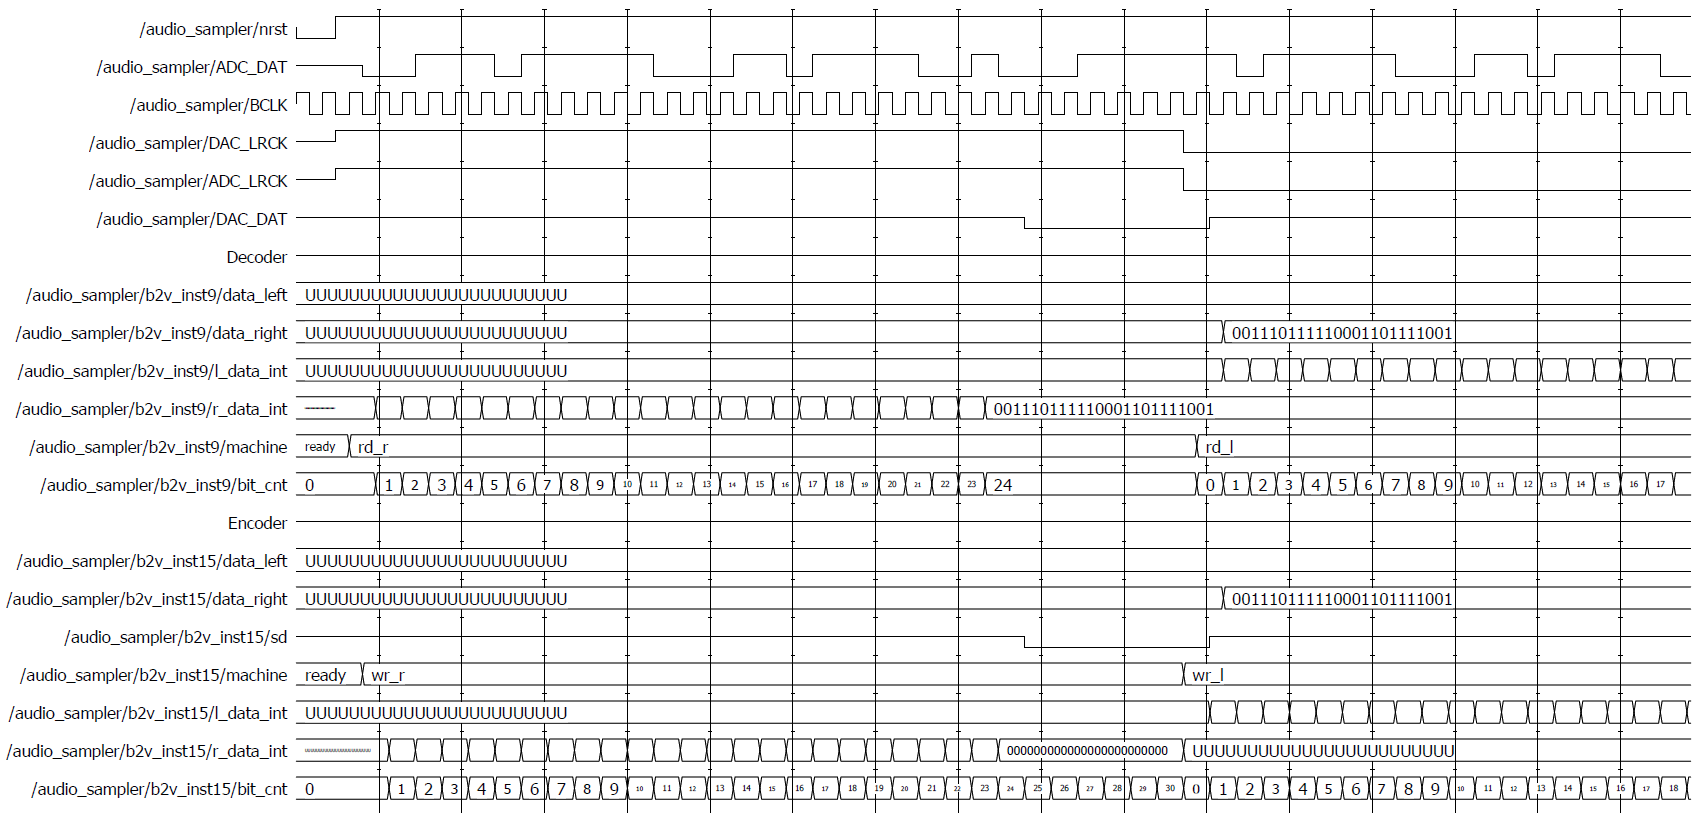 /audio_sampler/nrst
/audio_sampler/ADC_DAT
/audio_sampler/BCLK
/audio_sampler/DAC_LRCK
/audio_sampler/ADC_LRCK
/audio_sampler/DAC_DAT
Decoder
/audio_sampler/b2v_inst9/data_left UUUUUUUUUUUUUUUUUUUUUUUU
/audio_sampler/b2v_inst9/data_right UUUUUUUUUUUUUUUUUUUUUUUU 001110111110001101111001
/audio_sampler/b2v_inst9/l_data_int UUUUUUUUUUUUUUUUUUUUUUUU
/audio_sampler/b2v_inst9/r_data_int 001110111110001101111001
/audio_sampler/b2v_inst9/machine ready rd_r rd_l
/audio_sampler/b2v_inst9/bit_cnt 0 1 2 3 4 5 6 7 8 9 10 11 12 13 14 15 16 17 18 19 20 21 22 23 24 0 1 2 3 4 5 6 7 8 9 10 11 12 13 14 15 16 17
Encoder
/audio_sampler/b2v_inst15/data_left UUUUUUUUUUUUUUUUUUUUUUUU
/audio_sampler/b2v_inst15/data_right UUUUUUUUUUUUUUUUUUUUUUUU 001110111110001101111001
/audio_sampler/b2v_inst15/sd
/audio_sampler/b2v_inst15/machine ready wr_r wr_l
/audio_sampler/b2v_inst15/l_data_int UUUUUUUUUUUUUUUUUUUUUUUU
/audio_sampler/b2v_inst15/r_data_int UUUUUUUUUUUUUUUUUUUUUUUU 000000000000000000000000 UUUUUUUUUUUUUUUUUUUUUUUU
/audio_sampler/b2v_inst15/bit_cnt 0 1 2 3 4 5 6 7 8 9 10 11 12 13 14 15 16 17 18 19 20 21 22 23 24 25 26 27 28 29 30 0 1 2 3 4 5 6 7 8 9 10 11 12 13 14 15 16 17 18